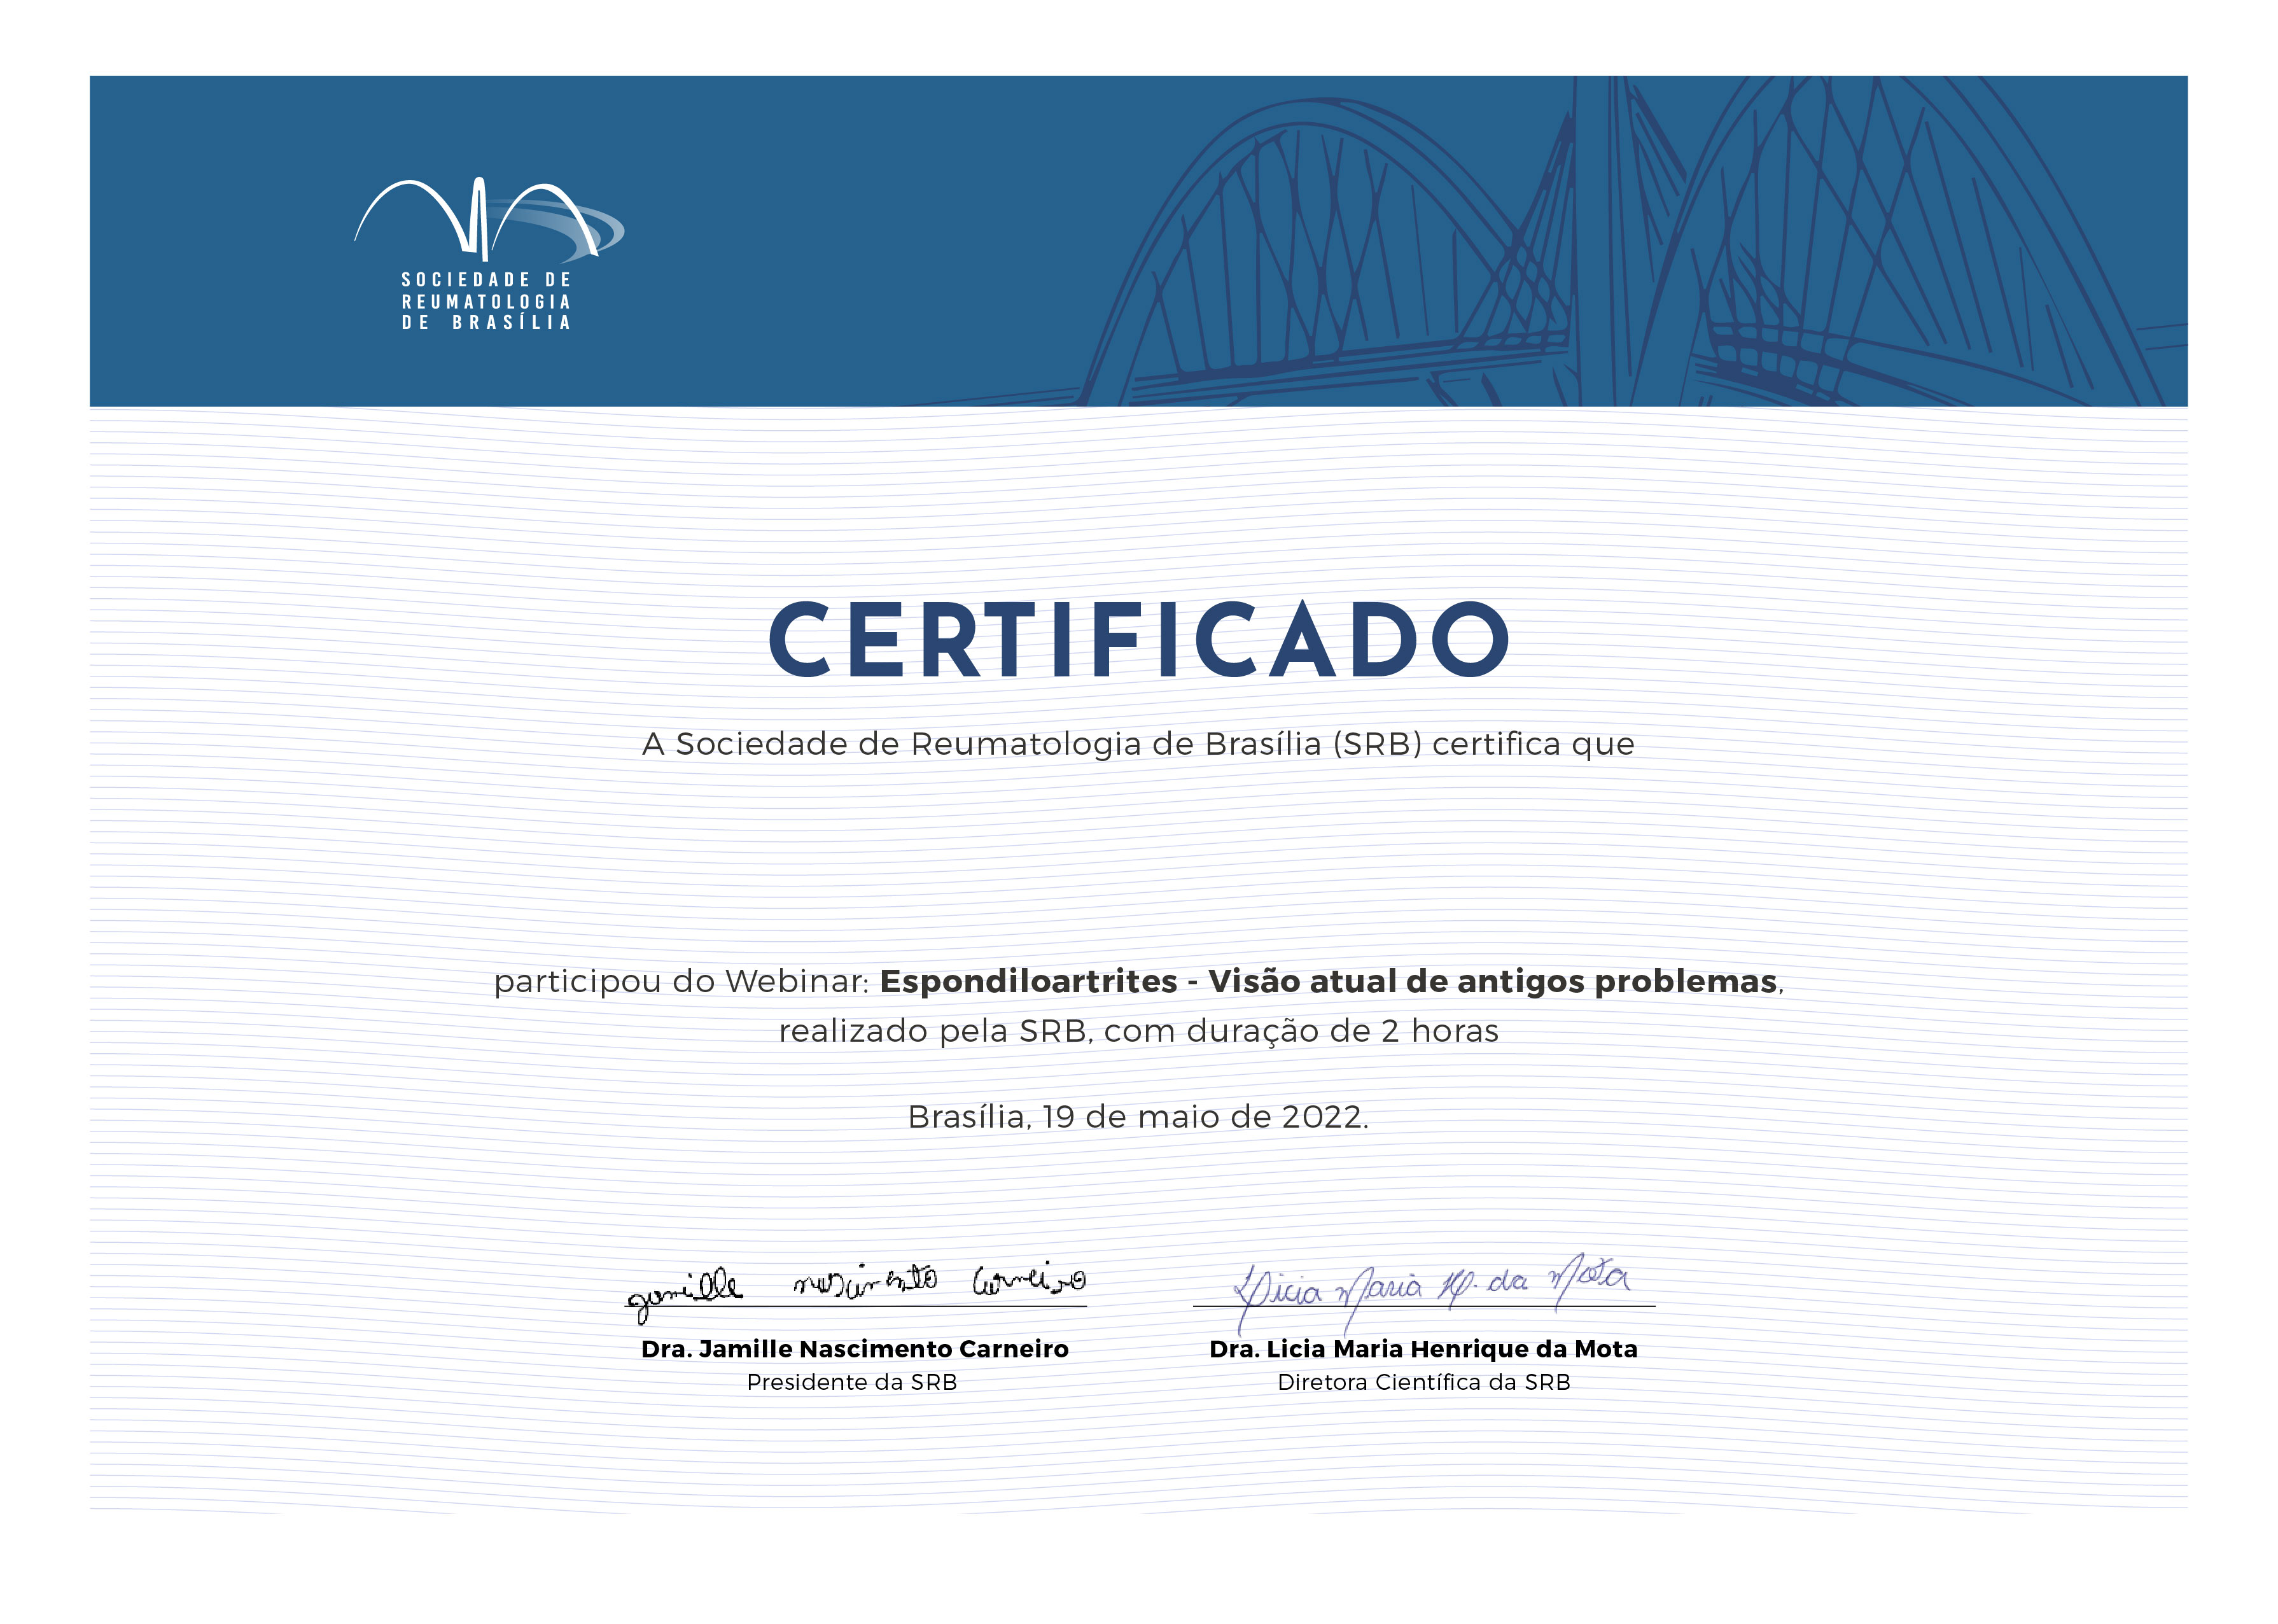 SOCIEDADE DE
REUMATOLOGIA
DE BRASÍLIA
CERTIFICADO
A Sociedade de Reumatologia de Brasília (SRB) certifica que
participou do Webinar: Espondiloartrites - Visão atual de antigos problemas,
realizado pela SRB, com duração de 2 horas
Brasília, 19 de maio de 2022.
Jamille Nascimento Carneiro
Licia Maria H. da Mota
Dra. Jamille Nascimento Carneiro
Presidente da SRB
Dra. Licia Maria Henrique da Mota
Diretora Científica da SRB